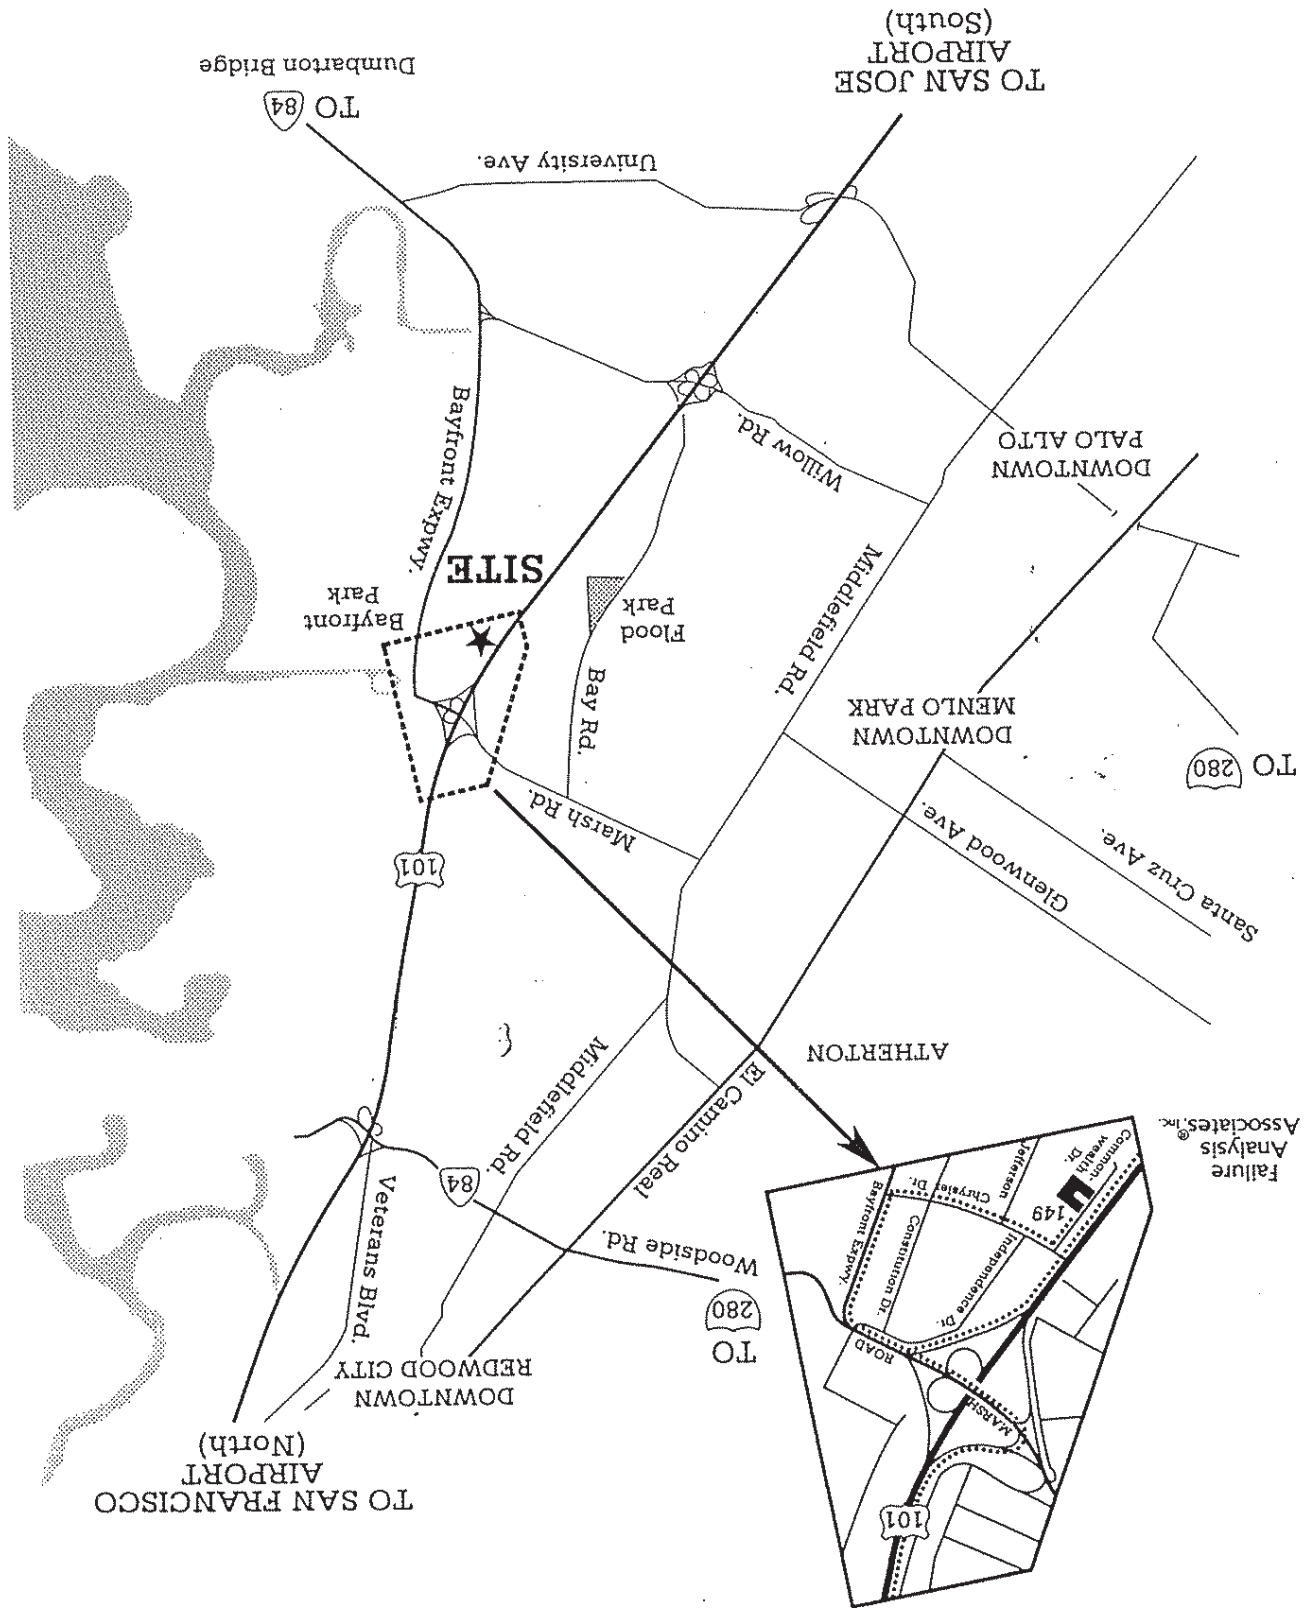 TO SAN FRANCISCO
AIRPORT
(North)
101
DOWNTOWN
REDWOOD CITY
TO
280
Veterans Blvd.
Woodside Rd.
84
Middlefield Rd.
El Camino Real
MARSH
ROAD
Constitution Dr.
Independence Dr.
Bayfront Expwy.
149
Chrysler Dr.
Jefferson
Common-
wealth
Dr.
Failure
Analysis
Associates,® Inc.
ATHERTON
101
Glenwood Ave.
Santa Cruz Ave.
Marsh Rd.
TO
280
DOWNTOWN
MENLO PARK
Bay Rd.
Middlefield Rd.
Flood
Park
Bayfront
Park
SITE
Bayfront Expwy.
Willow Rd.
DOWNTOWN
PALO ALTO
University Ave.
TO
84
Dumbarton Bridge
TO SAN JOSE
AIRPORT
(South)